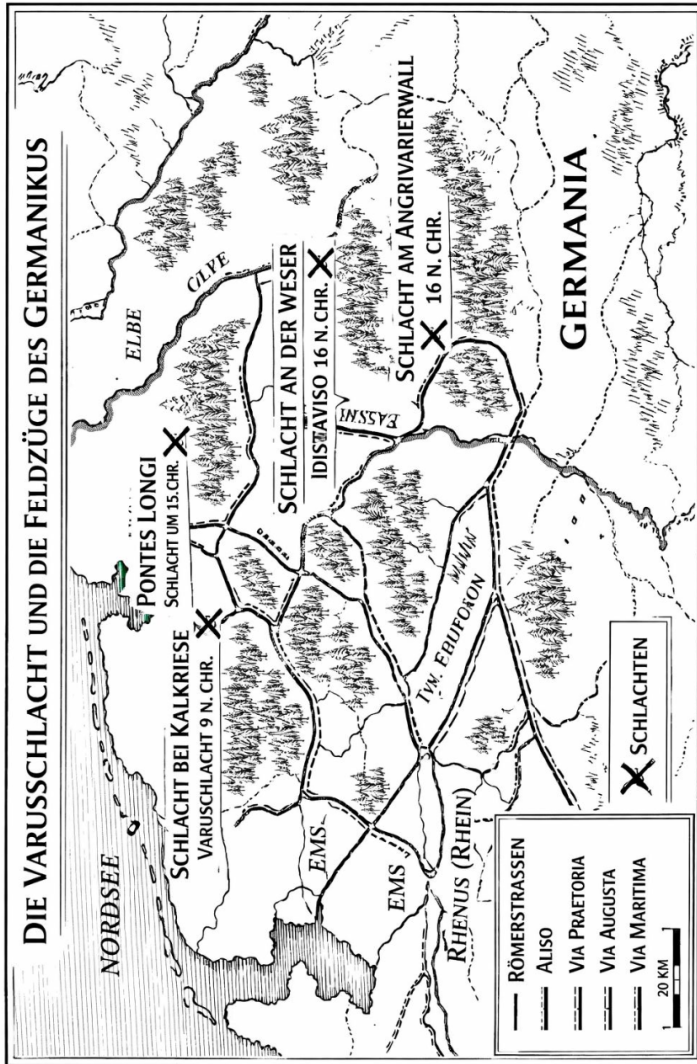 DIE VARUSSCHLACHT UND DIE FELDZÜGE DES GERMANIKUS
NORDSEE
ELBE
GLYE
PONTES LONGI
SCHLACHT UM 15. CHR.
SCHLACHT BEI KALKRIESE
VARUSCHLACHT 9 N. CHR.
SCHLACHT AN DER WESER
IDISTAVISO 16 N. CHR.
SCHLACHT AM ANGRIVARIERWALL
16 N. CHR.
EMS
EMS
RHENUS (RHEIN)
GERMANIA
SCHLACHTEN
RÖMERSTRASSEN
ALISO
VIA PRAETORIA
VIA AUGUSTA
VIA MARITIMA
20 KM